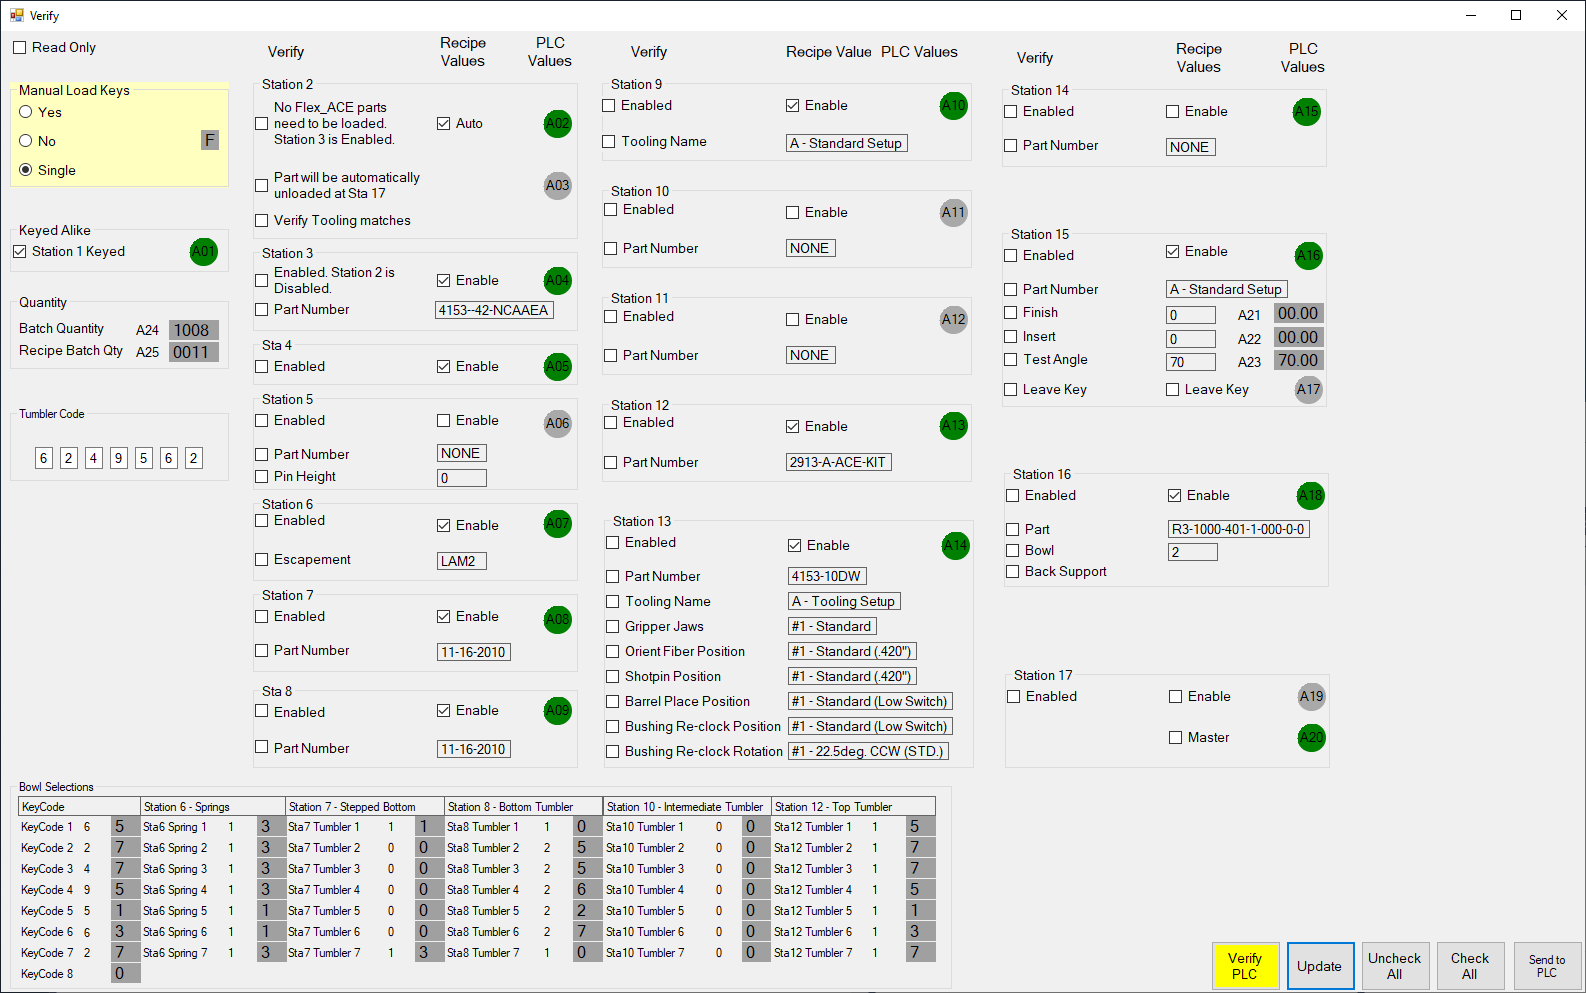 Verify
Read Only
Manual Load Keys
Yes
No
F
Single
Keyed Alike
Station 1 Keyed
A01
Quantity
Batch Quantity A24 1008
Recipe Batch Qty A25 0011
Tumbler Code
6 2 4 9 5 6 2
Verify
Recipe
Values
PLC
Values
Station 2
No Flex_ACE parts
need to be loaded.
Station 3 is Enabled.
Auto
A02
Part will be automatically
unloaded at Sta 17
A03
Verify Tooling matches
Station 3
Enabled. Station 2 is
Disabled.
Enable
A04
Part Number 4153--42-NCAAEA
Sta 4
Enabled Enable A05
Station 5
Enabled Enable A06
Part Number NONE
Pin Height 0
Station 6
Enabled Enable A07
Escapement LAM2
Station 7
Enabled Enable A08
Part Number 11-16-2010
Sta 8
Enabled Enable A09
Part Number 11-16-2010
Verify Recipe Value PLC Values
Station 9
Enabled Enable A10
Tooling Name A - Standard Setup
Station 10
Enabled Enable A11
Part Number NONE
Station 11
Enabled Enable A12
Part Number NONE
Station 12
Enabled Enable A13
Part Number 2913-A-ACE-KIT
Station 13
Enabled Enable A14
Part Number 4153-10DW
Tooling Name A - Tooling Setup
Gripper Jaws #1 - Standard
Orient Fiber Position #1 - Standard (.420")
Shotpin Position #1 - Standard (.420")
Barrel Place Position #1 - Standard (Low Switch)
Bushing Re-clock Position #1 - Standard (Low Switch)
Bushing Re-clock Rotation #1 - 22.5deg. CCW (STD.)
Verify
Recipe
Values
PLC
Values
Station 14
Enabled Enable A15
Part Number NONE
Station 15
Enabled Enable A16
Part Number A - Standard Setup
Finish 0 A21 00.00
Insert 0 A22 00.00
Test Angle 70 A23 70.00
Leave Key Leave Key A17
Station 16
Enabled Enable A18
Part R3-1000-401-1-000-0-0
Bowl 2
Back Support
Station 17
Enabled Enable A19
Master A20
Bowl Selections
KeyCode Station 6 - Springs Station 7 - Stepped Bottom Station 8 - Bottom Tumbler Station 10 - Intermediate Tumbler Station 12 - Top Tumbler
KeyCode 1 6 5 Sta6 Spring 1 1 3 Sta7 Tumbler 1 1 1 Sta8 Tumbler 1 1 0 Sta10 Tumbler 1 0 0 Sta12 Tumbler 1 1 5
KeyCode 2 2 7 Sta6 Spring 2 1 3 Sta7 Tumbler 2 0 0 Sta8 Tumbler 2 2 5 Sta10 Tumbler 2 0 0 Sta12 Tumbler 2 1 7
KeyCode 3 4 7 Sta6 Spring 3 1 3 Sta7 Tumbler 3 0 0 Sta8 Tumbler 3 2 5 Sta10 Tumbler 3 0 0 Sta12 Tumbler 3 1 7
KeyCode 4 9 5 Sta6 Spring 4 1 3 Sta7 Tumbler 4 0 0 Sta8 Tumbler 4 2 6 Sta10 Tumbler 4 0 0 Sta12 Tumbler 4 1 5
KeyCode 5 5 1 Sta6 Spring 5 1 1 Sta7 Tumbler 5 0 0 Sta8 Tumbler 5 2 2 Sta10 Tumbler 5 0 0 Sta12 Tumbler 5 1 1
KeyCode 6 6 3 Sta6 Spring 6 1 1 Sta7 Tumbler 6 0 0 Sta8 Tumbler 6 2 7 Sta10 Tumbler 6 0 0 Sta12 Tumbler 6 1 3
KeyCode 7 2 7 Sta6 Spring 7 1 3 Sta7 Tumbler 7 1 3 Sta8 Tumbler 7 1 0 Sta10 Tumbler 7 0 0 Sta12 Tumbler 7 1 7
KeyCode 8 0
Verify
PLC
Update
Uncheck
All
Check
All
Send to
PLC